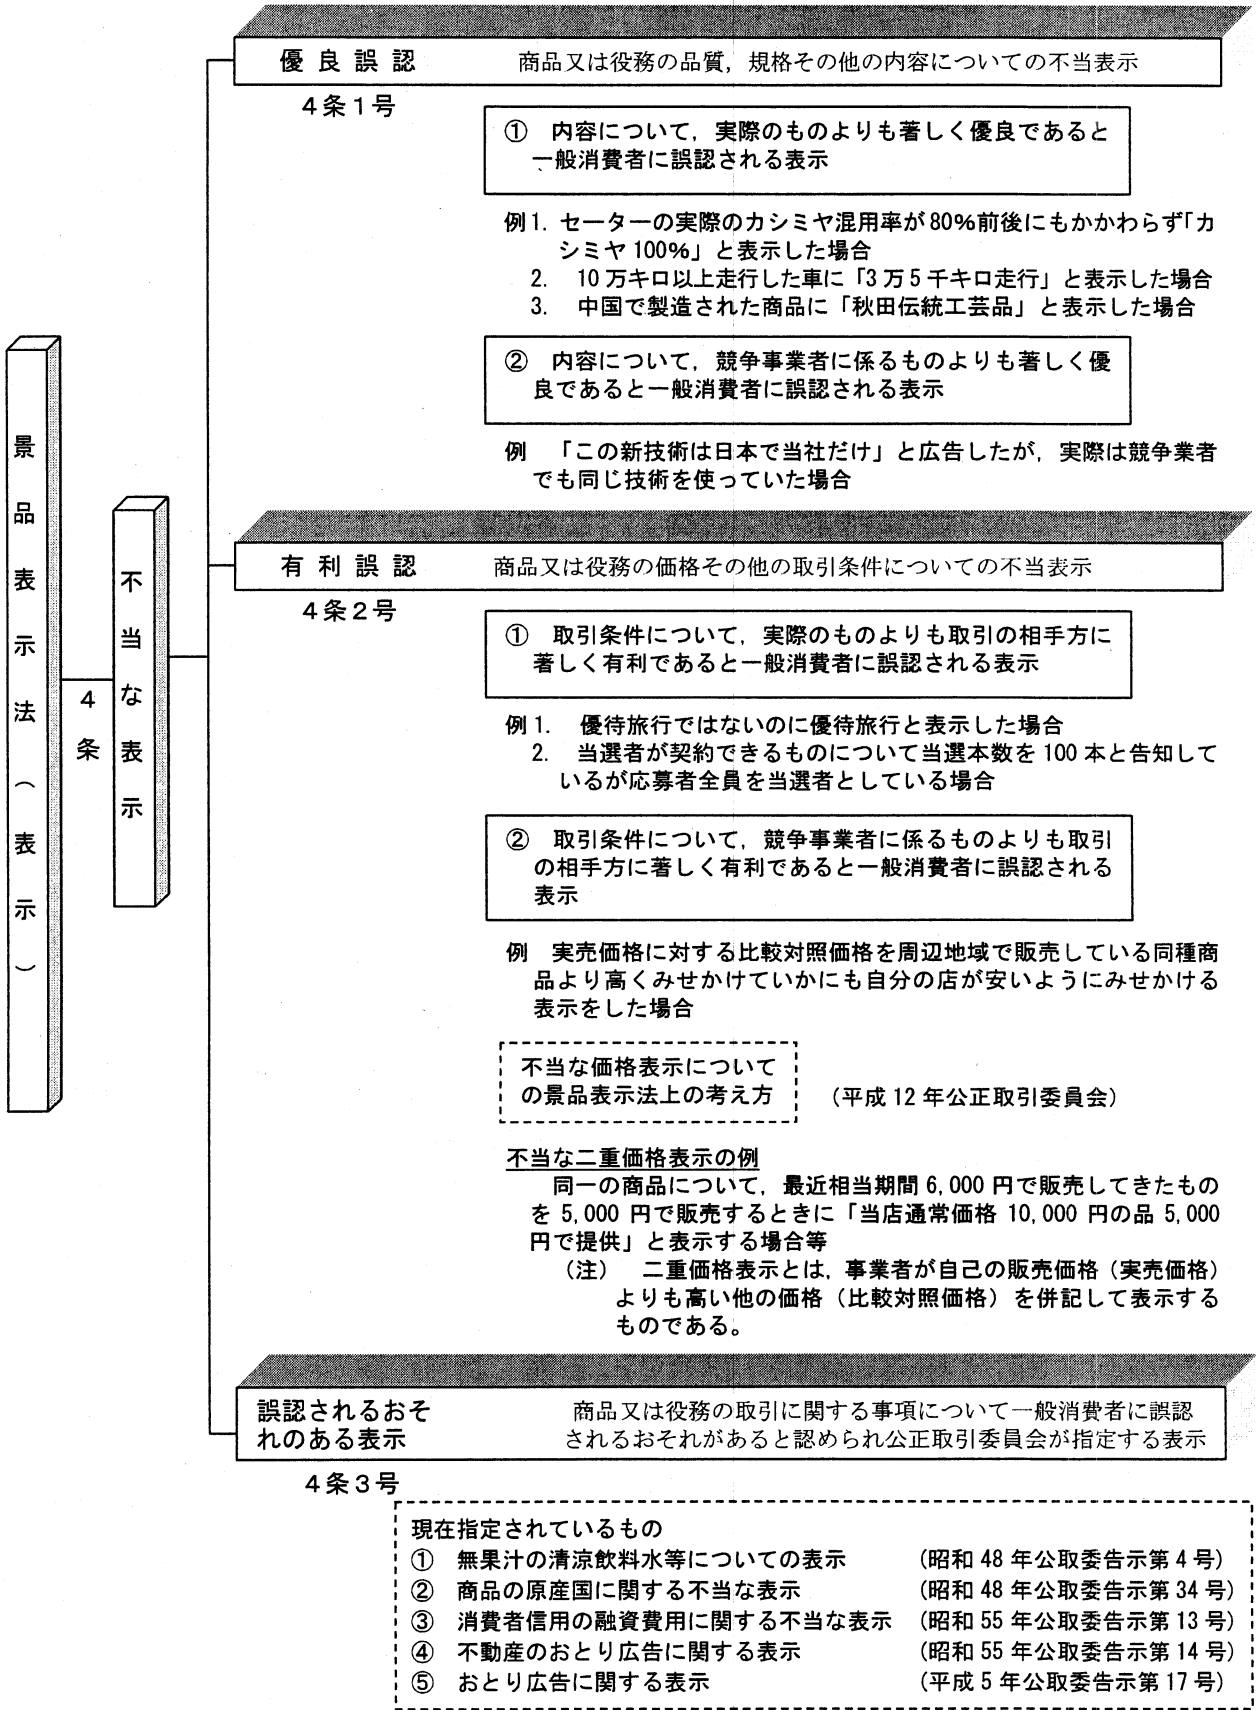 景品表示法(表示)
4条
不当な表示
優良誤認 商品又は役務の品質,規格その他の内容についての不当表示
4条1号
① 内容について,実際のものよりも著しく優良であると
一般消費者に誤認される表示
例1. セーターの実際のカシミヤ混用率が80%前後にもかかわらず「カ
シミヤ100%」と表示した場合
2. 10万キロ以上走行した車に「3万5千キロ走行」と表示した場合
3. 中国で製造された商品に「秋田伝統工芸品」と表示した場合
② 内容について,競争事業者に係るものよりも著しく優
良であると一般消費者に誤認される表示
例 「この新技術は日本で当社だけ」と広告したが,実際は競争業者
でも同じ技術を使っていた場合
有利誤認 商品又は役務の価格その他の取引条件についての不当表示
4条2号
① 取引条件について,実際のものよりも取引の相手方に
著しく有利であると一般消費者に誤認される表示
例1. 優待旅行ではないのに優待旅行と表示した場合
2. 当選者が契約できるものについて当選本数を100本と告知して
いるが応募者全員を当選者としている場合
② 取引条件について,競争事業者に係るものよりも取引
の相手方に著しく有利であると一般消費者に誤認される
表示
例 実売価格に対する比較対照価格を周辺地域で販売している同種商
品より高くみせかけていかにも自分の店が安いようにみせかける
表示をした場合
不当な価格表示について
の景品表示法上の考え方 (平成12年公正取引委員会)
不当な二重価格表示の例
同一の商品について,最近相当期間6,000円で販売してきたもの
を5,000円で販売するときに「当店通常価格10,000円の品5,000
円で提供」と表示する場合等
(注) 二重価格表示とは,事業者が自己の販売価格(実売価格)
よりも高い他の価格(比較対照価格)を併記して表示する
ものである。
誤認されるおそ
れのある表示
商品又は役務の取引に関する事項について一般消費者に誤認
されるおそれがあると認められ公正取引委員会が指定する表示
4条3号
現在指定されているもの
① 無果汁の清涼飲料水等についての表示 (昭和48年公取委告示第4号)
② 商品の原産国に関する不当な表示 (昭和48年公取委告示第34号)
③ 消費者信用の融資費用に関する不当な表示 (昭和55年公取委告示第13号)
④ 不動産のおとり広告に関する表示 (昭和55年公取委告示第14号)
⑤ おとり広告に関する表示 (平成5年公取委告示第17号)